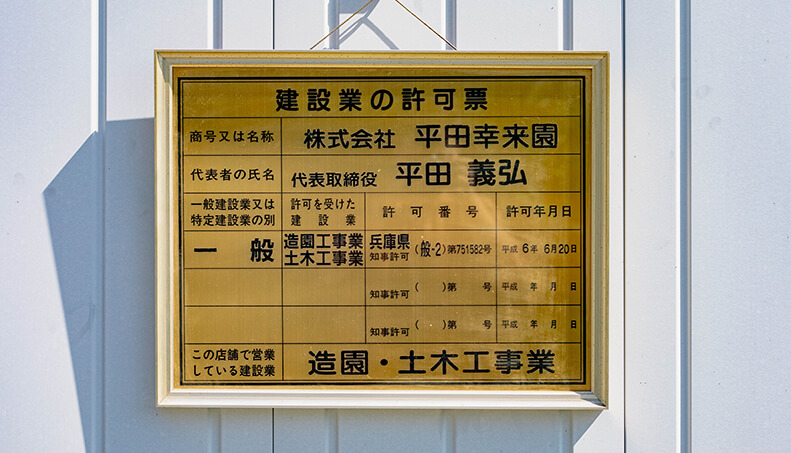 建設業の許可票
商号又は名称 株式会社 平田幸来園
代表者の氏名 代表取締役 平田 義弘
一般建設業又は 許可を受けた 許可番号 許可年月日
特定建設業の別 建設業
一般 造園工事業 兵庫県 (般-2)第751582号 平成 6年 6月20日
土木工事業 知事許可
知事許可 ( )第 号 平成 年 月 日
知事許可 ( )第 号 平成 年 月 日
この店舗で営業 造園・土木工事業
している建設業